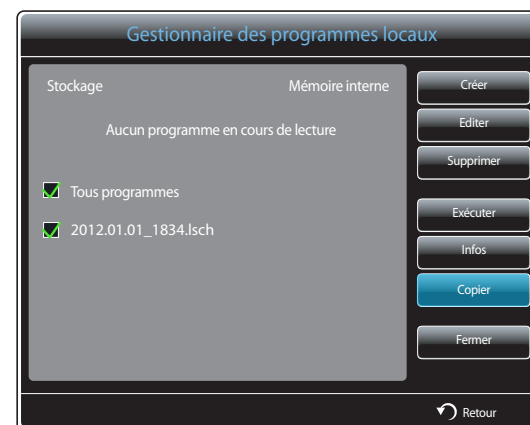 Gestionnaire des programmes locaux
Stockage Mémoire interne
Aucun programme en cours de lecture
Tous programmes
2012.01.01_1834.lsch
Créer
Editer
Supprimer
Exécuter
Infos
Copier
Fermer
Retour